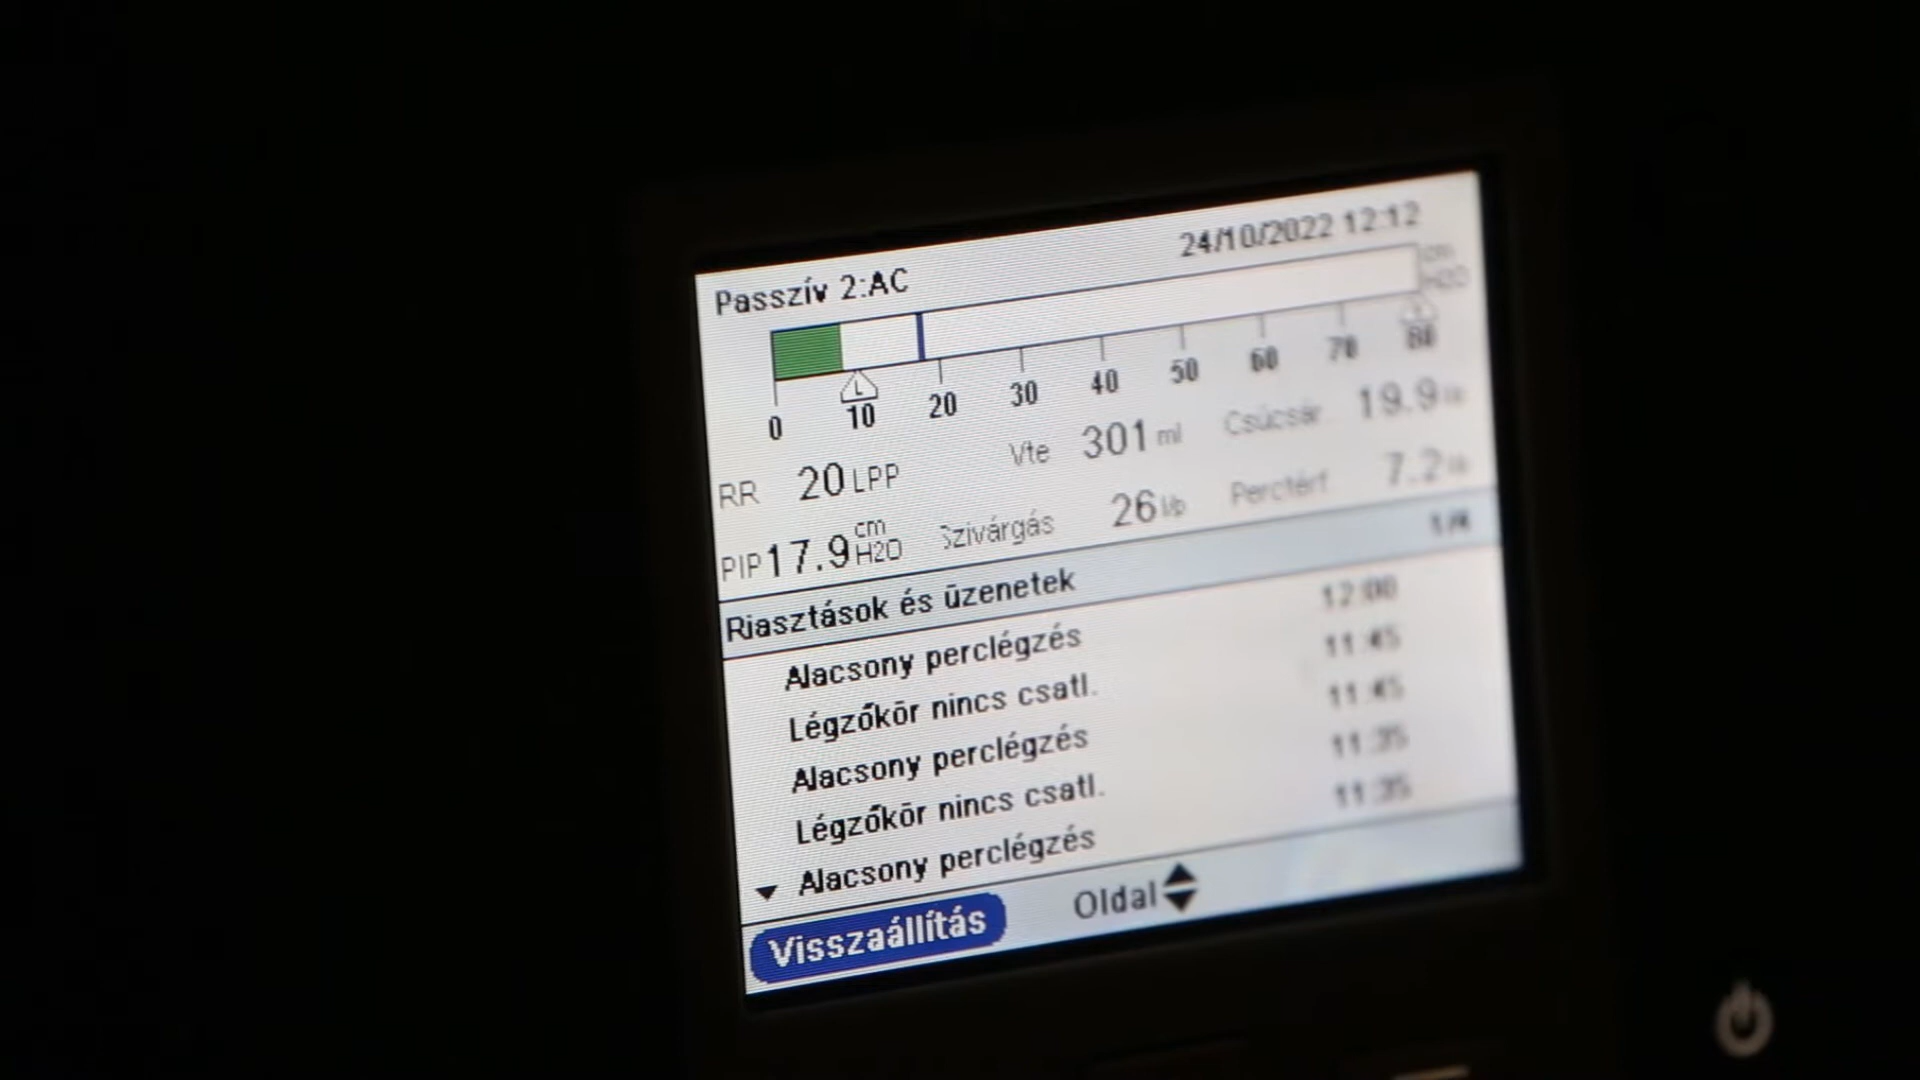 24/10/2022 12:12
Passzív 2:AC
cm
H2O
L
0 10 20 30 40 50 60 70 80
RR 20 LPP Vte 301 ml Csúcsár 19.9
PIP 17.9 cm H2O Szivárgás 26 l/p Perctérf 7.2
Riasztások és üzenetek
Alacsony perclégzés 12:00
Légzőkör nincs csatl. 11:45
Alacsony perclégzés 11:45
Légzőkör nincs csatl. 11:35
Alacsony perclégzés 11:35
Visszaállítás Oldal